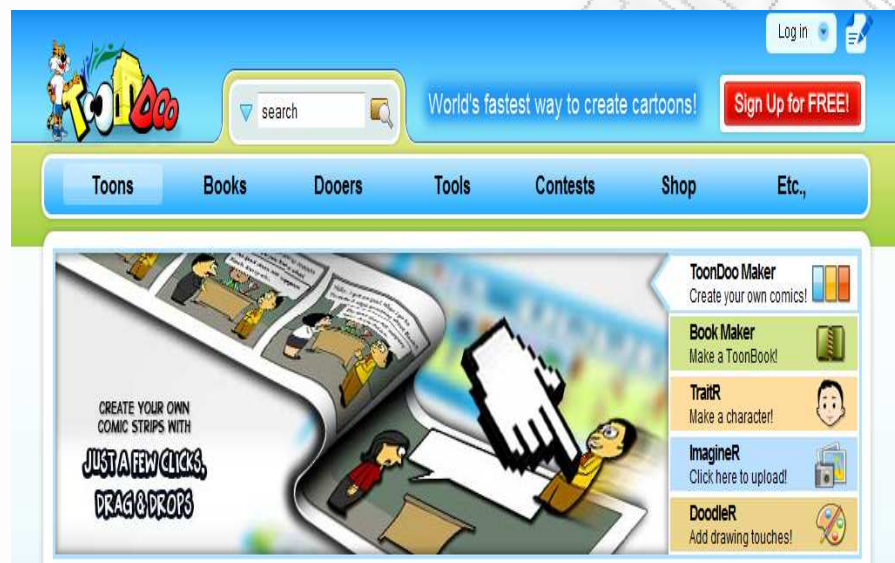 Log in
TOONDOO
search
World's fastest way to create cartoons!
Sign Up for FREE!
Toons Books Dooers Tools Contests Shop Etc.,
ToonDoo Maker
Create your own comics!
Book Maker
Make a ToonBook!
TraitR
Make a character!
ImagineR
Click here to upload!
DoodleR
Add drawing touches!
CREATE YOUR OWN
COMIC STRIPS WITH
JUST A FEW CLICKS,
DRAG & DROPS